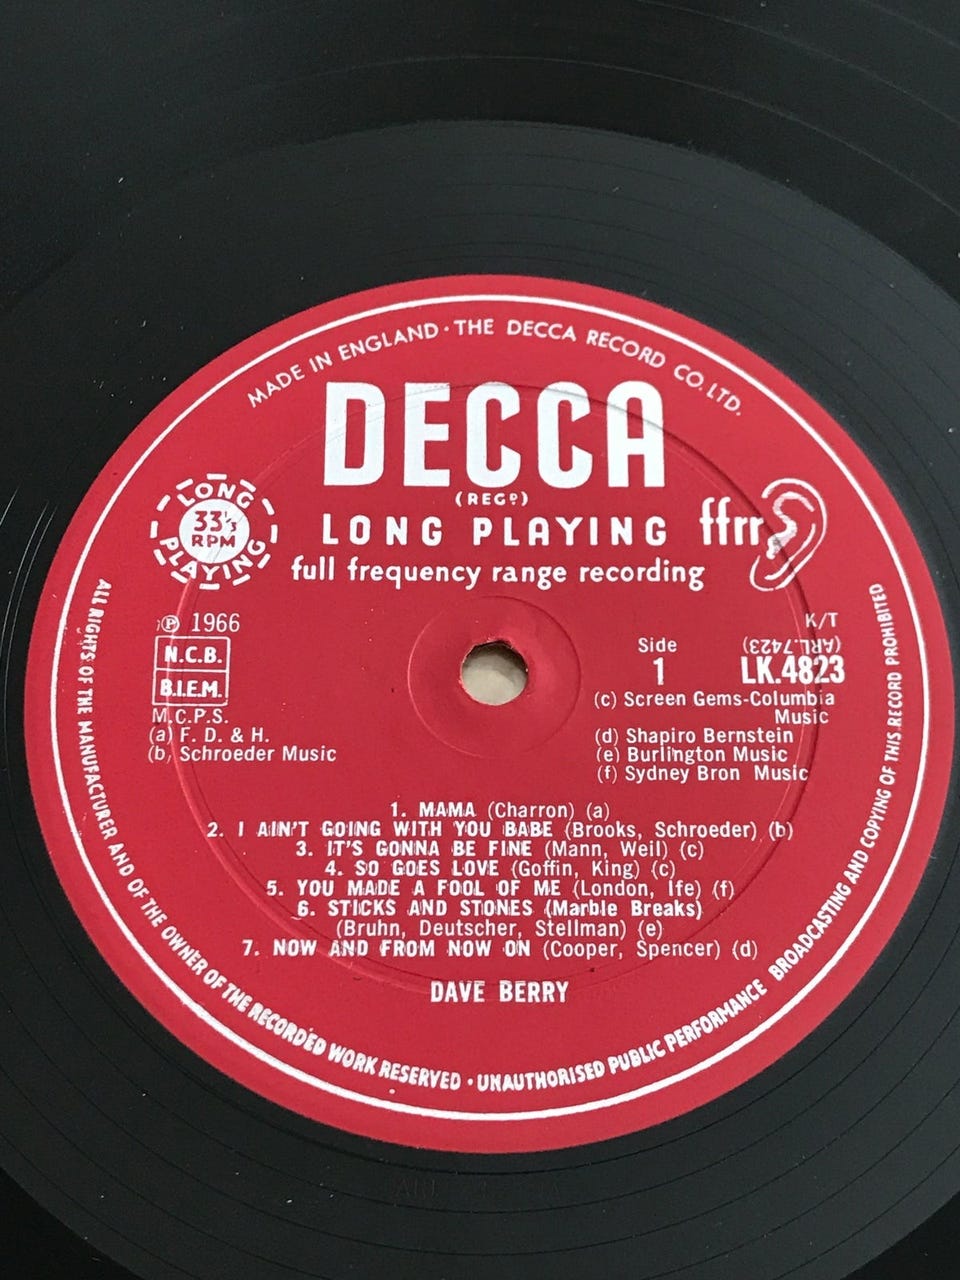 MADE IN ENGLAND · THE DECCA RECORD CO. LTD.
DECCA
(REGD)
LONG PLAYING
ffrr
full frequency range recording
LONG
33⅓
RPM
PLAYING
℗ 1966
N.C.B.
B.I.E.M.
M.C.P.S.
(a) F. D. & H.
(b) Schroeder Music
K/T
Side
(ARL.7423)
1
LK.4823
(c) Screen Gems-Columbia
Music
(d) Shapiro Bernstein
(e) Burlington Music
(f) Sydney Bron Music
1. MAMA (Charron) (a)
2. I AIN'T GOING WITH YOU BABE (Brooks, Schroeder) (b)
3. IT'S GONNA BE FINE (Mann, Weil) (c)
4. SO GOES LOVE (Goffin, King) (c)
5. YOU MADE A FOOL OF ME (London, Ife) (f)
6. STICKS AND STONES (Marble Breaks)
(Bruhn, Deutscher, Stellman) (e)
7. NOW AND FROM NOW ON (Cooper, Spencer) (d)
DAVE BERRY
ALL RIGHTS OF THE MANUFACTURER AND OF THE OWNER OF THE RECORDED WORK RESERVED · UNAUTHORISED PUBLIC PERFORMANCE BROADCASTING AND COPYING OF THIS RECORD PROHIBITED